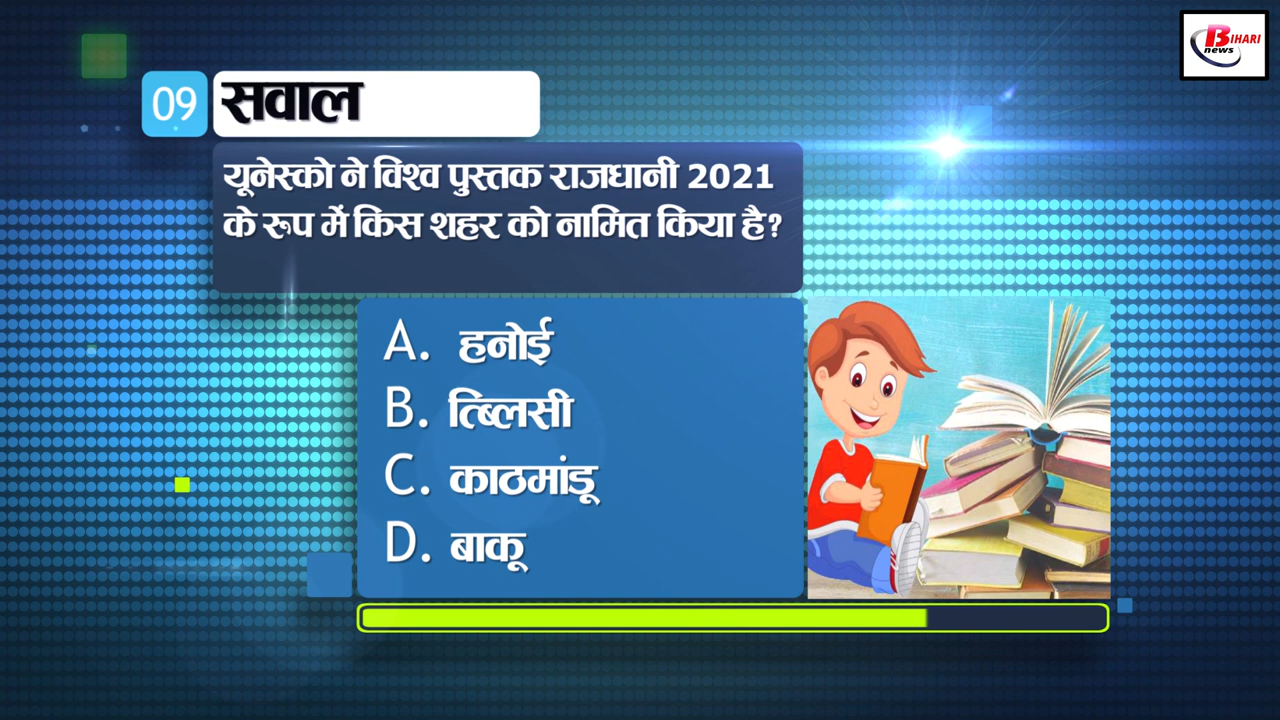 BIHARI
news
09 सवाल
यूनेस्को ने विश्व पुस्तक राजधानी 2021
के रुप में किस शहर को नामित किया है?
A. हनोई
B. त्ब्लिसी
C. काठमांडू
D. बाकू